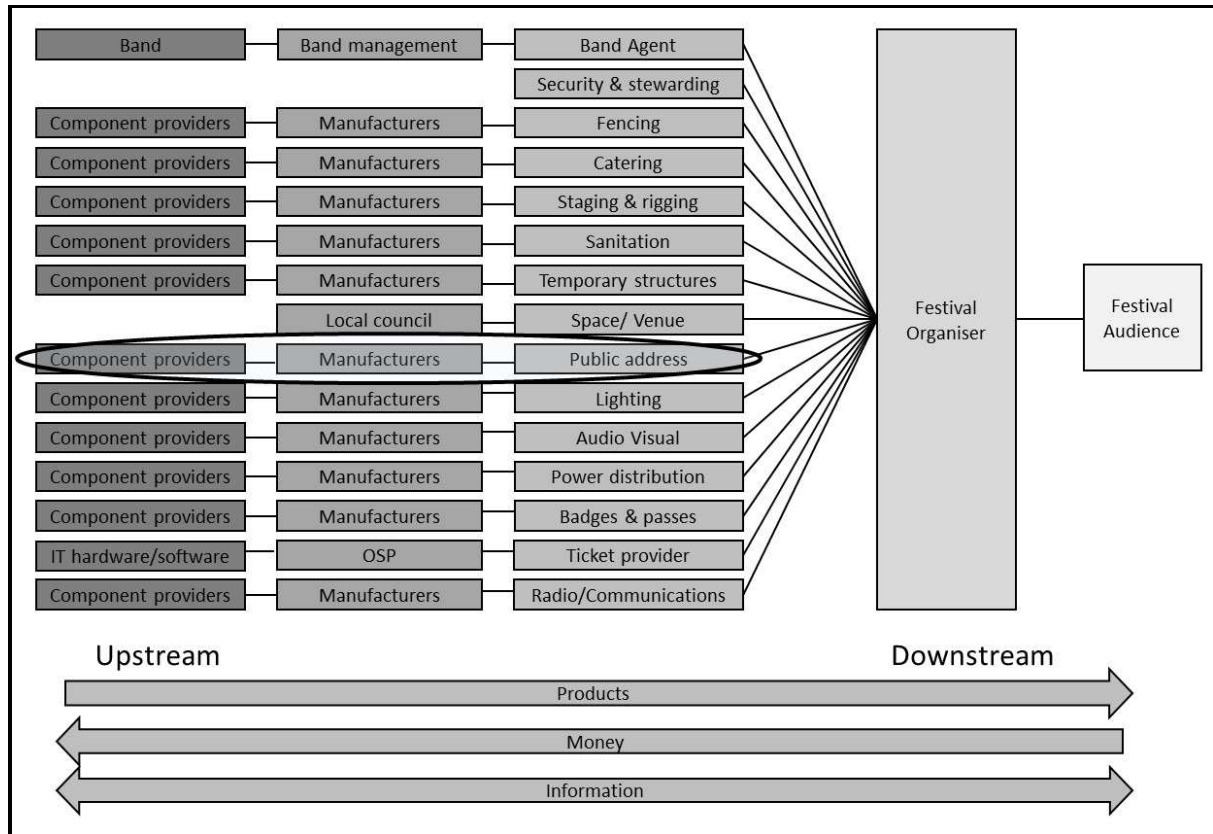 Band Band management Band Agent
Security & stewarding
Component providers Manufacturers Fencing
Component providers Manufacturers Catering
Component providers Manufacturers Staging & rigging
Component providers Manufacturers Sanitation
Component providers Manufacturers Temporary structures
Local council Space/ Venue
Component providers Manufacturers Public address
Component providers Manufacturers Lighting
Component providers Manufacturers Audio Visual
Component providers Manufacturers Power distribution
Component providers Manufacturers Badges & passes
IT hardware/software OSP Ticket provider
Component providers Manufacturers Radio/Communications
Festival
Organiser
Festival
Audience
Upstream Downstream
Products
Money
Information